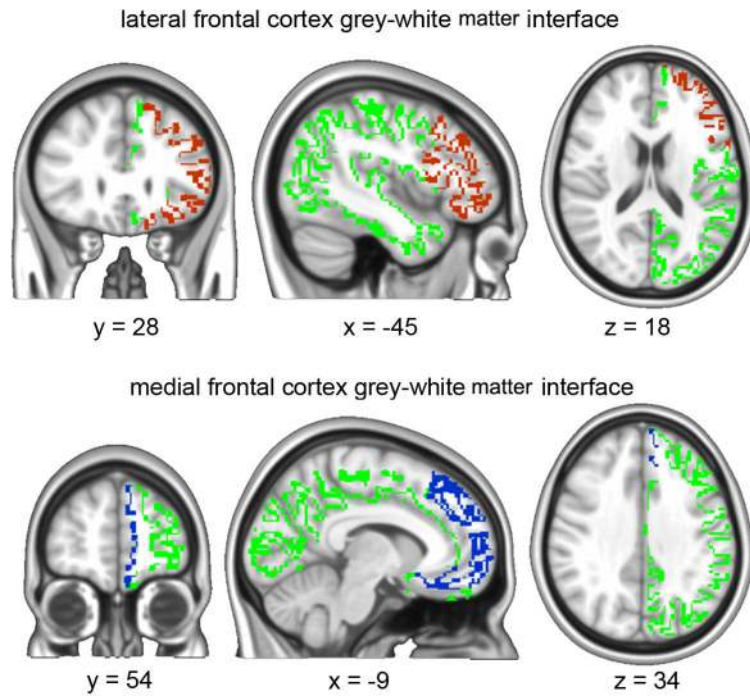 lateral frontal cortex grey-white matter interface
y = 28
x = -45
z = 18
medial frontal cortex grey-white matter interface
y = 54
x = -9
z = 34